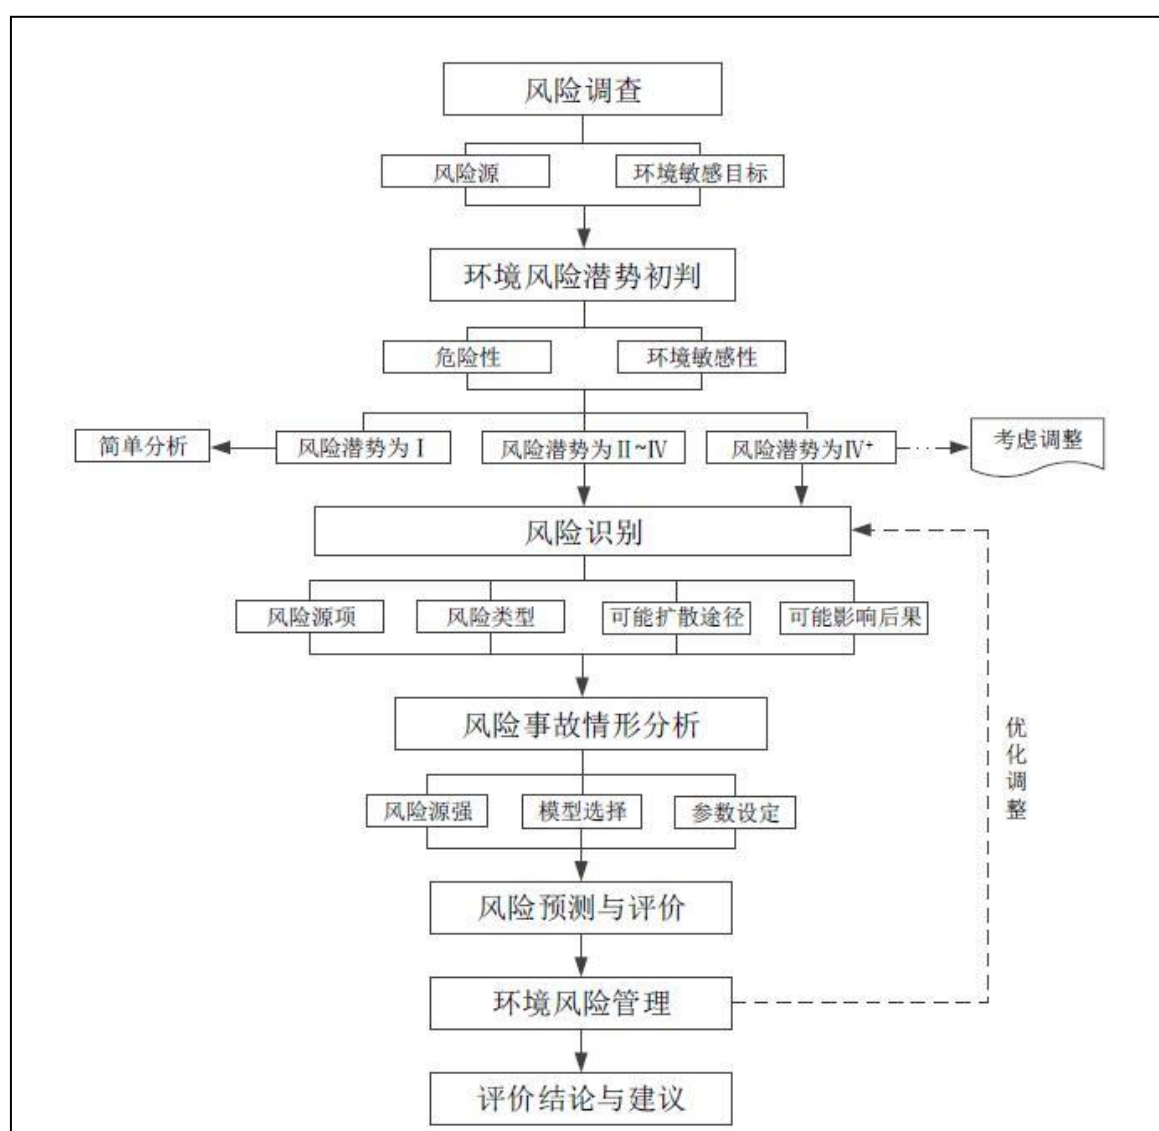 风险调查
风险源
环境敏感目标
环境风险潜势初判
危险性
环境敏感性
简单分析
风险潜势为Ⅰ
风险潜势为Ⅱ~Ⅳ
风险潜势为Ⅳ⁺
考虑调整
风险识别
风险源项
风险类型
可能扩散途径
可能影响后果
风险事故情形分析
风险源强
模型选择
参数设定
优化调整
风险预测与评价
环境风险管理
评价结论与建议